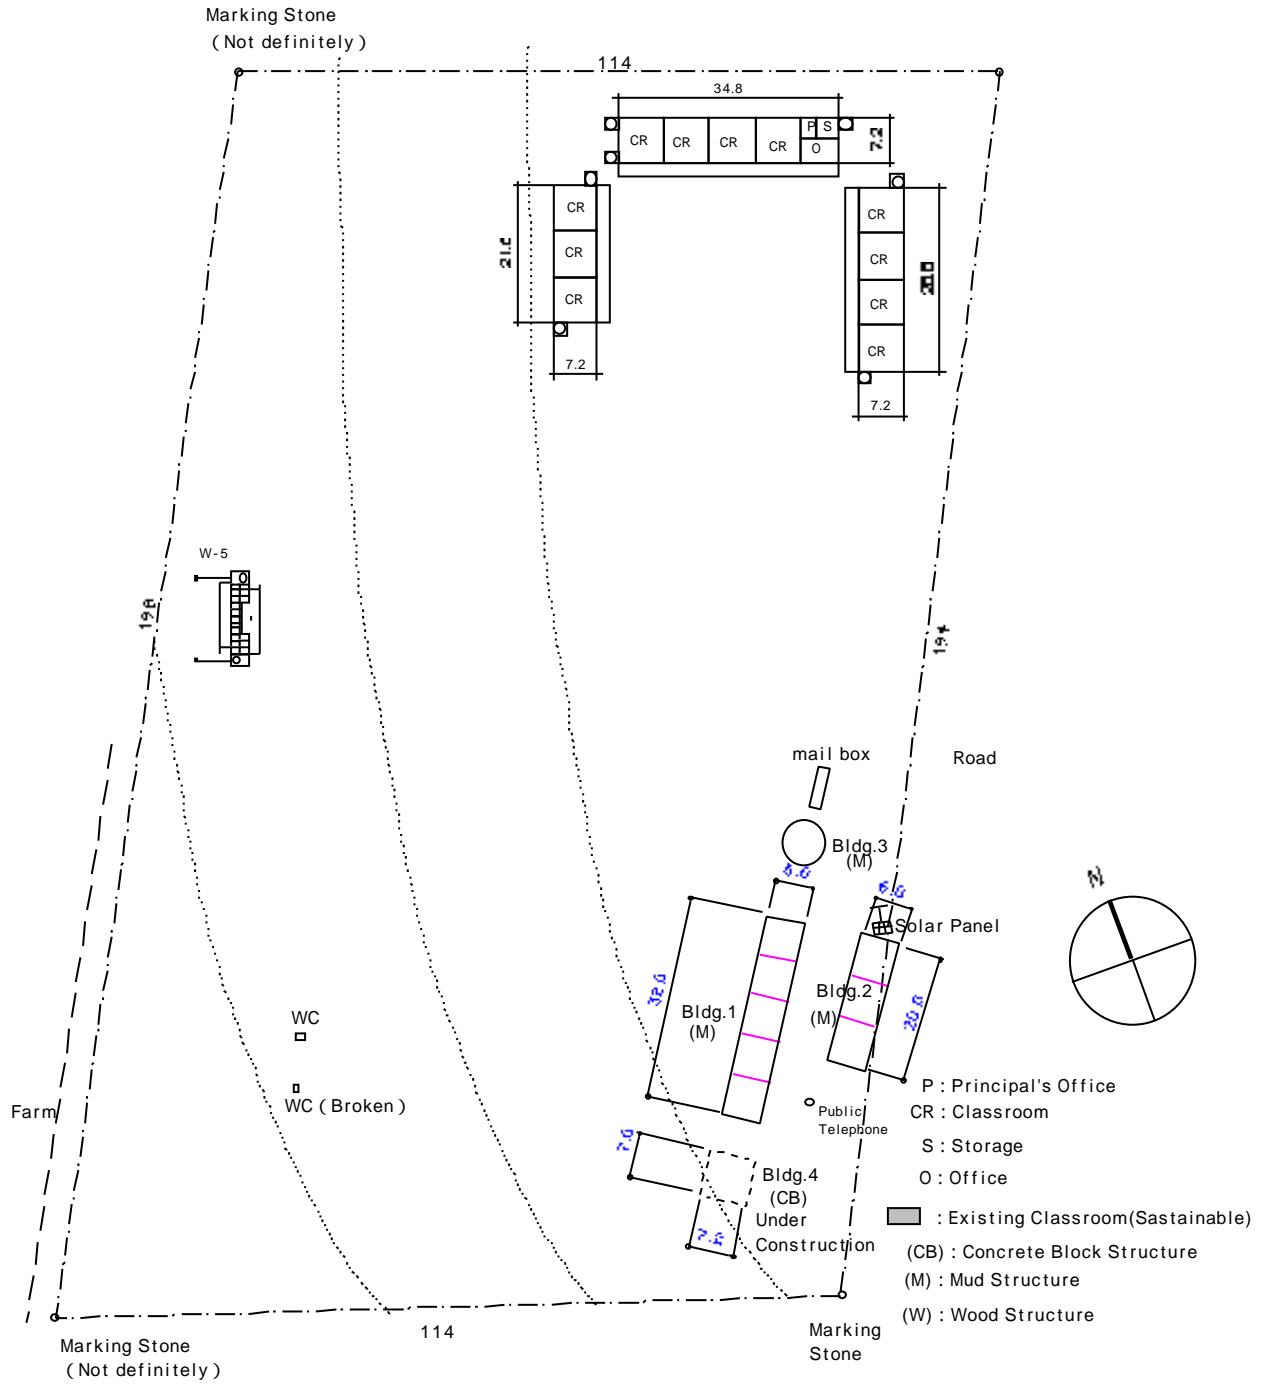 Marking Stone
(Not definitely)
114
34.8
CR
CR
CR
CR
P
S
O
7.2
CR
CR
CR
7.2
CR
CR
CR
CR
7.2
W-5
mail box
Road
Bldg.3
(M)
N
Solar Panel
32.0
Bldg.1
(M)
Bldg.2
(M)
WC
WC (Broken)
Farm
Public
Telephone
7.0
Bldg.4
(CB)
Under
Construction
P : Principal's Office
CR : Classroom
S : Storage
O : Office
: Existing Classroom(Sastainable)
(CB) : Concrete Block Structure
(M) : Mud Structure
(W) : Wood Structure
114
Marking Stone
(Not definitely)
Marking
Stone